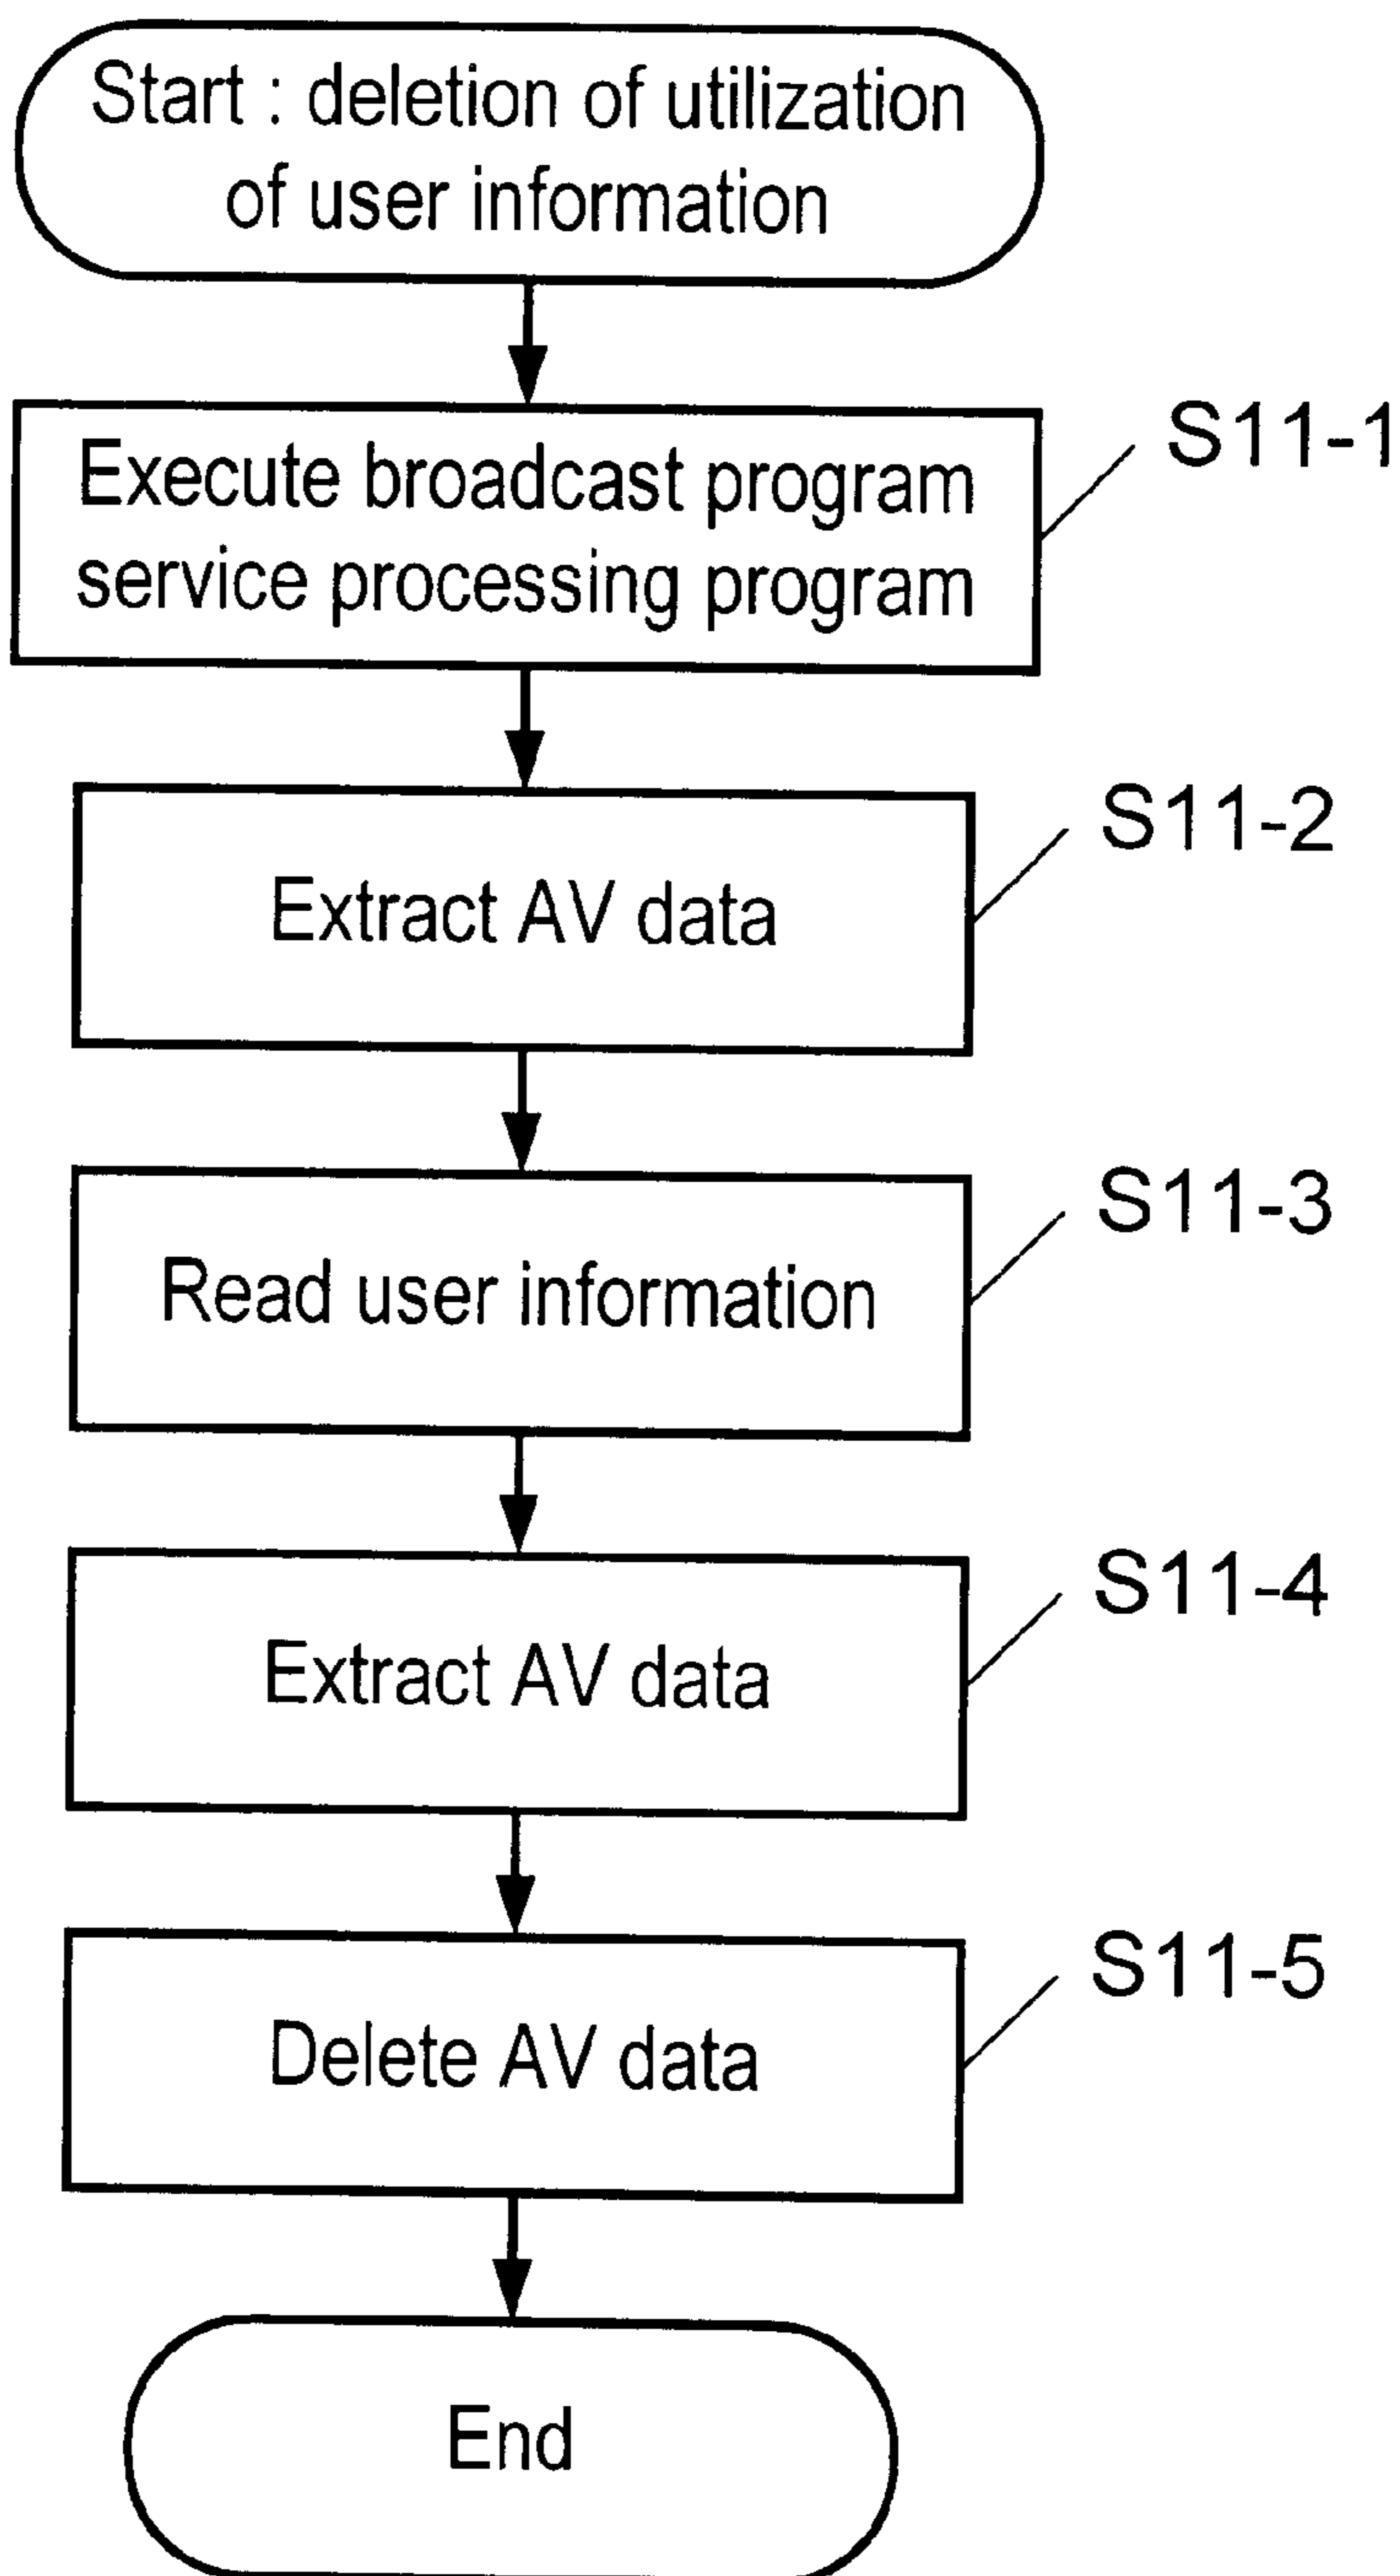 Start : deletion of utilization
of user information
Execute broadcast program
service processing program
S11-1
Extract AV data
S11-2
Read user information
S11-3
Extract AV data
S11-4
Delete AV data
S11-5
End